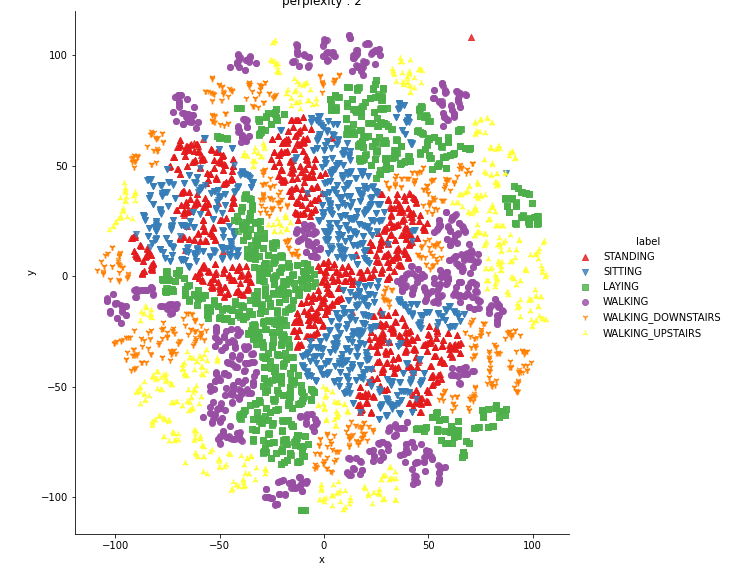 perplexity : 2
y
100
50
0
−50
−100
−100
−50
0
50
100
x
label
STANDING
SITTING
LAYING
WALKING
WALKING_DOWNSTAIRS
WALKING_UPSTAIRS